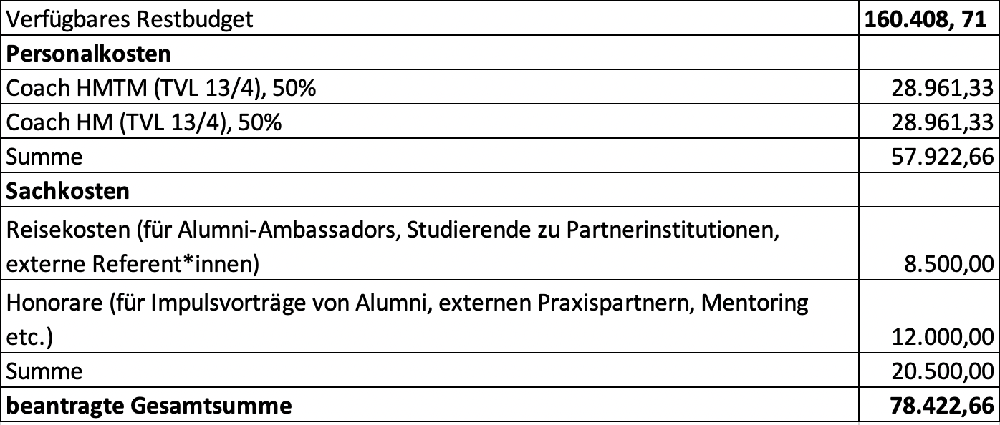 Verfügbares Restbudget 160.408, 71
Personalkosten
Coach HMTM (TVL 13/4), 50% 28.961,33
Coach HM (TVL 13/4), 50% 28.961,33
Summe 57.922,66
Sachkosten
Reisekosten (für Alumni-Ambassadors, Studierende zu Partnerinstitutionen,
externe Referent*innen) 8.500,00
Honorare (für Impulsvorträge von Alumni, externen Praxispartnern, Mentoring
etc.) 12.000,00
Summe 20.500,00
beantragte Gesamtsumme 78.422,66